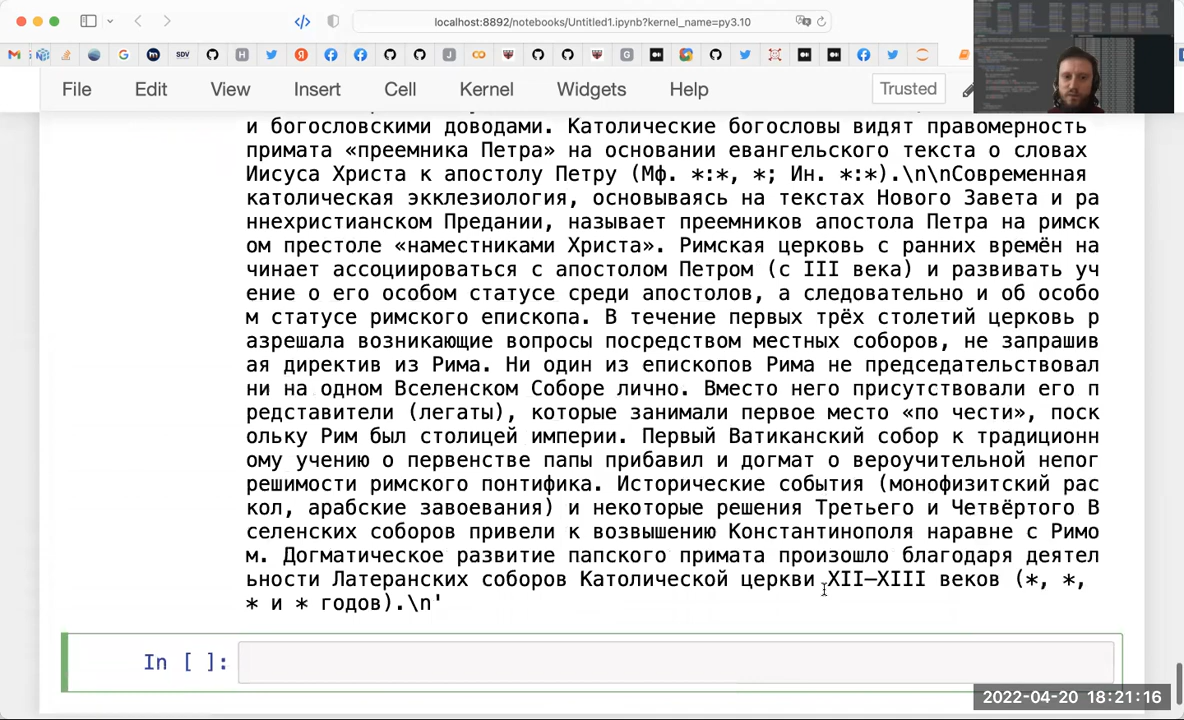 localhost:8892/notebooks/Untitled1.ipynb?kernel_name=py3.10
File Edit View Insert Cell Kernel Widgets Help Trusted
и богословскими доводами. Католические богословы видят правомерность
примата «преемника Петра» на основании евангельского текста о словах
Иисуса Христа к апостолу Петру (Мф. *:*, *; Ин. *:*).\n\nСовременная
католическая экклезиология, основываясь на текстах Нового Завета и ра
ннехристианском Предании, называет преемников апостола Петра на римск
ом престоле «наместниками Христа». Римская церковь с ранних времён на
чинает ассоциироваться с апостолом Петром (с III века) и развивать уч
ение о его особом статусе среди апостолов, а следовательно и об особо
м статусе римского епископа. В течение первых трёх столетий церковь р
азрешала возникающие вопросы посредством местных соборов, не запрашив
ая директив из Рима. Ни один из епископов Рима не председательствовал
ни на одном Вселенском Соборе лично. Вместо него присутствовали его п
редставители (легаты), которые занимали первое место «по чести», поск
ольку Рим был столицей империи. Первый Ватиканский собор к традиционн
ому учению о первенстве папы прибавил и догмат о вероучительной непог
решимости римского понтифика. Исторические события (монофизитский рас
кол, арабские завоевания) и некоторые решения Третьего и Четвёртого В
селенских соборов привели к возвышению Константинополя наравне с Римо
м. Догматическое развитие папского примата произошло благодаря деятел
ьности Латеранских соборов Католической церкви XII—XIII веков (*, *,
* и * годов).\n'
In [ ]:
2022-04-20 18:21:16